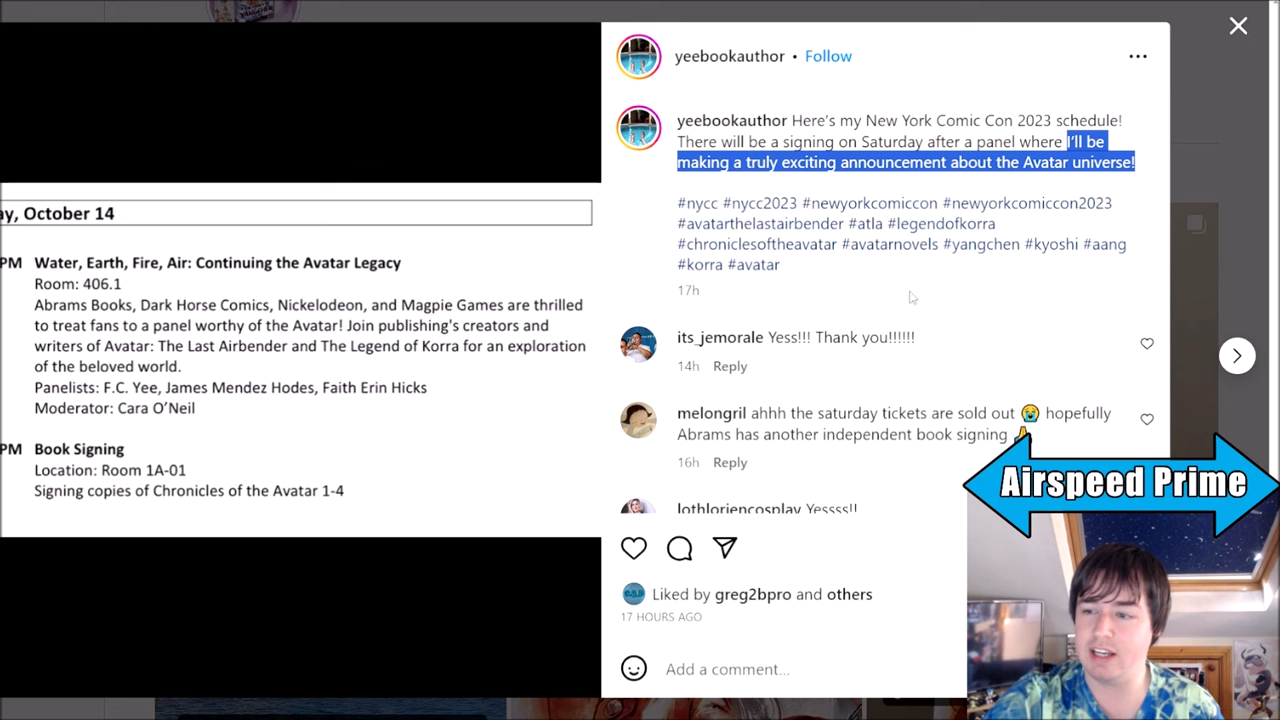 yeebookauthor • Follow
yeebookauthor Here's my New York Comic Con 2023 schedule!
There will be a signing on Saturday after a panel where I'll be
making a truly exciting announcement about the Avatar universe!
#nycc #nycc2023 #newyorkcomiccon #newyorkcomiccon2023
#avatarthelastairbender #atla #legendofkorra
#chroniclesoftheavatar #avatarnovels #yangchen #kyoshi #aang
#korra #avatar
17h
its_jemorale Yess!!! Thank you!!!!!!
14h Reply
melongril ahhh the saturday tickets are sold out 😭 hopefully
Abrams has another independent book signing
16h Reply
lothloriencosplay Yessss!!
Liked by greg2bpro and others
17 HOURS AGO
Add a comment...
ay, October 14
PM Water, Earth, Fire, Air: Continuing the Avatar Legacy
Room: 406.1
Abrams Books, Dark Horse Comics, Nickelodeon, and Magpie Games are thrilled
to treat fans to a panel worthy of the Avatar! Join publishing's creators and
writers of Avatar: The Last Airbender and The Legend of Korra for an exploration
of the beloved world.
Panelists: F.C. Yee, James Mendez Hodes, Faith Erin Hicks
Moderator: Cara O'Neil
PM Book Signing
Location: Room 1A-01
Signing copies of Chronicles of the Avatar 1-4
Airspeed Prime